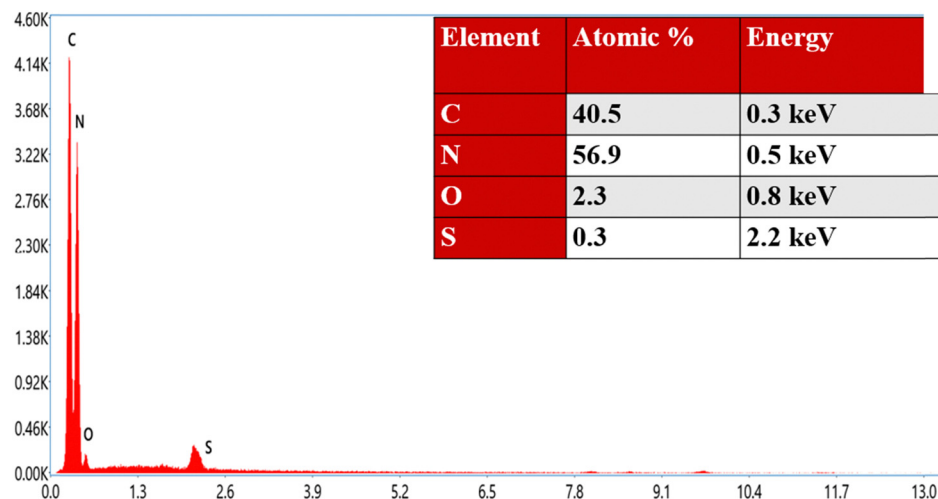 4.60K
4.14K
3.68K
3.22K
2.76K
2.30K
1.84K
1.38K
0.92K
0.46K
0.00K
C
N
O
S
0.0 1.3 2.6 3.9 5.2 6.5 7.8 9.1 10.4 11.7 13.0
Element Atomic % Energy
C 40.5 0.3 keV
N 56.9 0.5 keV
O 2.3 0.8 keV
S 0.3 2.2 keV